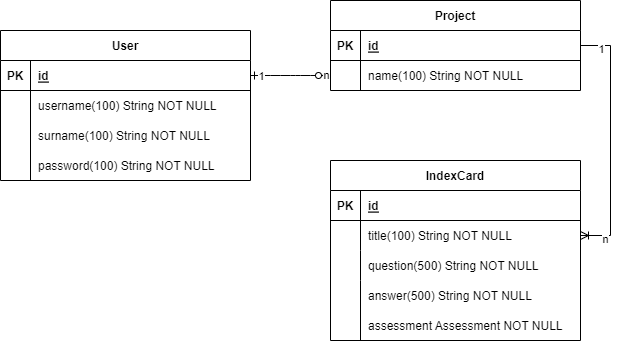 User
PK id
username(100) String NOT NULL
surname(100) String NOT NULL
password(100) String NOT NULL
1
n
Project
PK id
name(100) String NOT NULL
1
n
IndexCard
PK id
title(100) String NOT NULL
question(500) String NOT NULL
answer(500) String NOT NULL
assessment Assessment NOT NULL